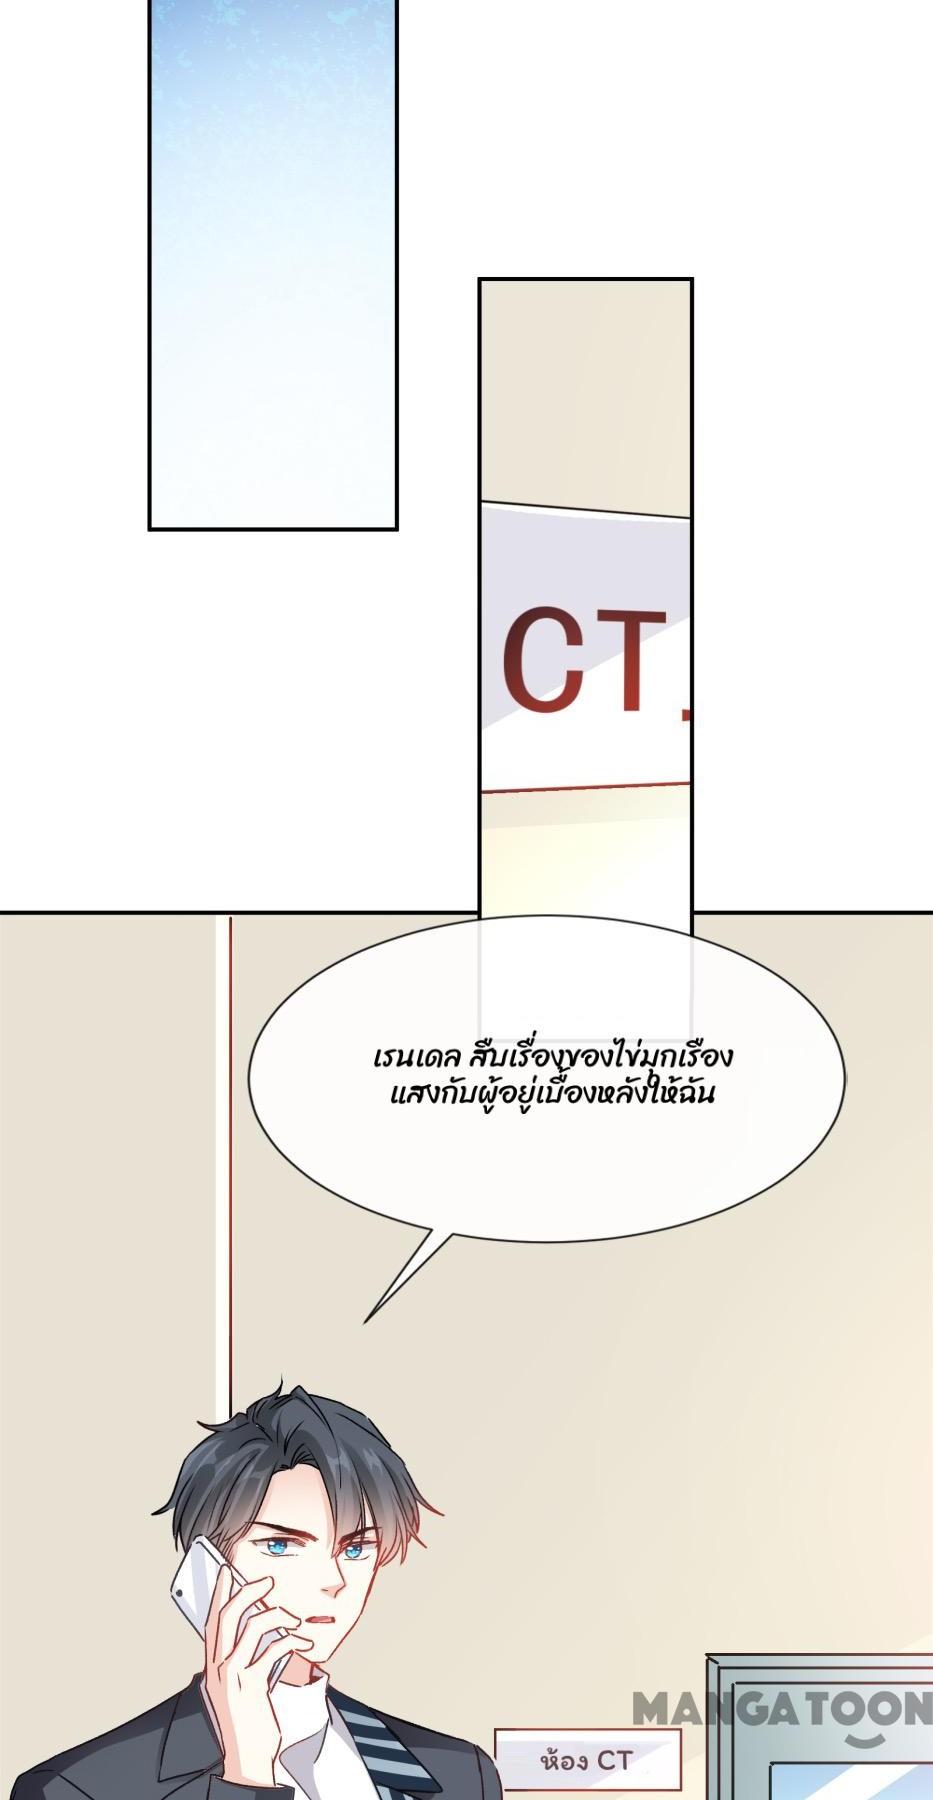 CT
เรนเดล สืบเรื่องของไข่มุกเรือง
แสงกับผู้อยู่เบื้องหลังให้ฉัน
MANGATOON
ห้อง CT